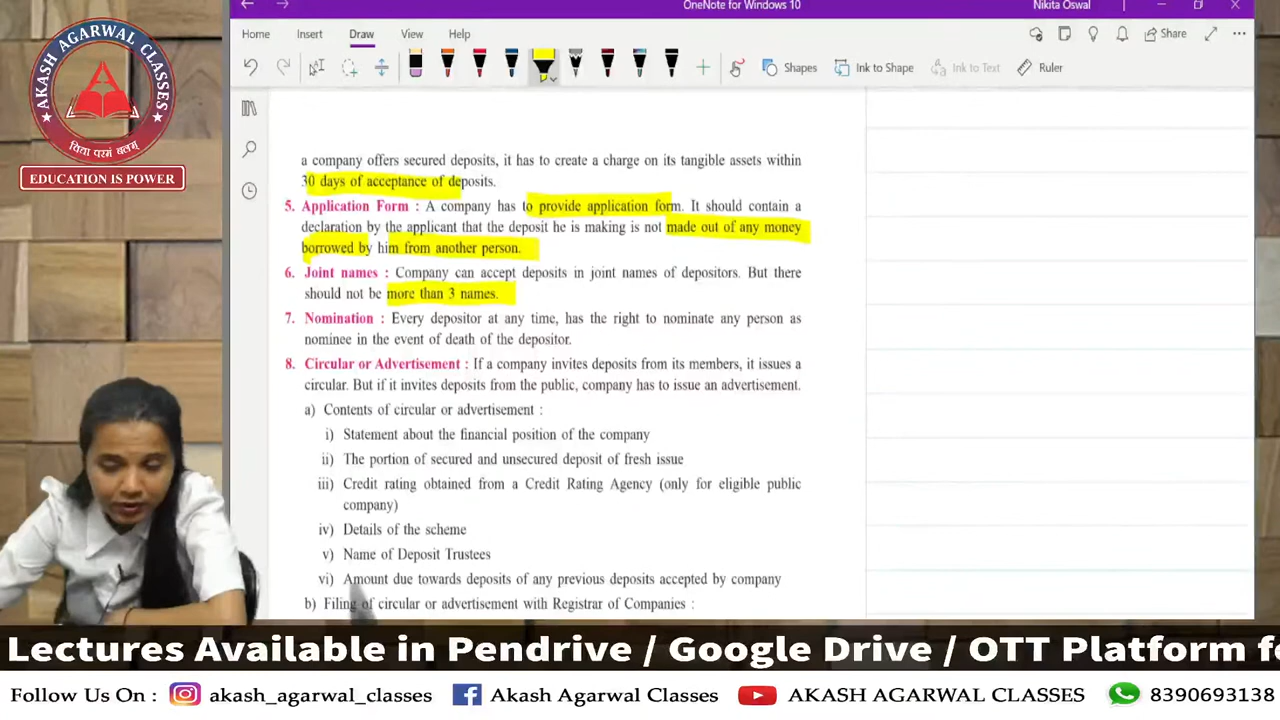 OneNote for Windows 10
Nikita Oswal
Home Insert Draw View Help
Share
Shapes Ink to Shape Ink to Text Ruler
AKASH AGARWAL CLASSES
विद्या परमं बलम्
EDUCATION IS POWER
a company offers secured deposits, it has to create a charge on its tangible assets within
30 days of acceptance of deposits.
5. Application Form : A company has to provide application form. It should contain a
declaration by the applicant that the deposit he is making is not made out of any money
borrowed by him from another person.
6. Joint names : Company can accept deposits in joint names of depositors. But there
should not be more than 3 names.
7. Nomination : Every depositor at any time, has the right to nominate any person as
nominee in the event of death of the depositor.
8. Circular or Advertisement : If a company invites deposits from its members, it issues a
circular. But if it invites deposits from the public, company has to issue an advertisement.
a) Contents of circular or advertisement :
i) Statement about the financial position of the company
ii) The portion of secured and unsecured deposit of fresh issue
iii) Credit rating obtained from a Credit Rating Agency (only for eligible public
company)
iv) Details of the scheme
v) Name of Deposit Trustees
vi) Amount due towards deposits of any previous deposits accepted by company
b) Filing of circular or advertisement with Registrar of Companies :
Lectures Available in Pendrive / Google Drive / OTT Platform fo
Follow Us On : akash_agarwal_classes Akash Agarwal Classes AKASH AGARWAL CLASSES 8390693138